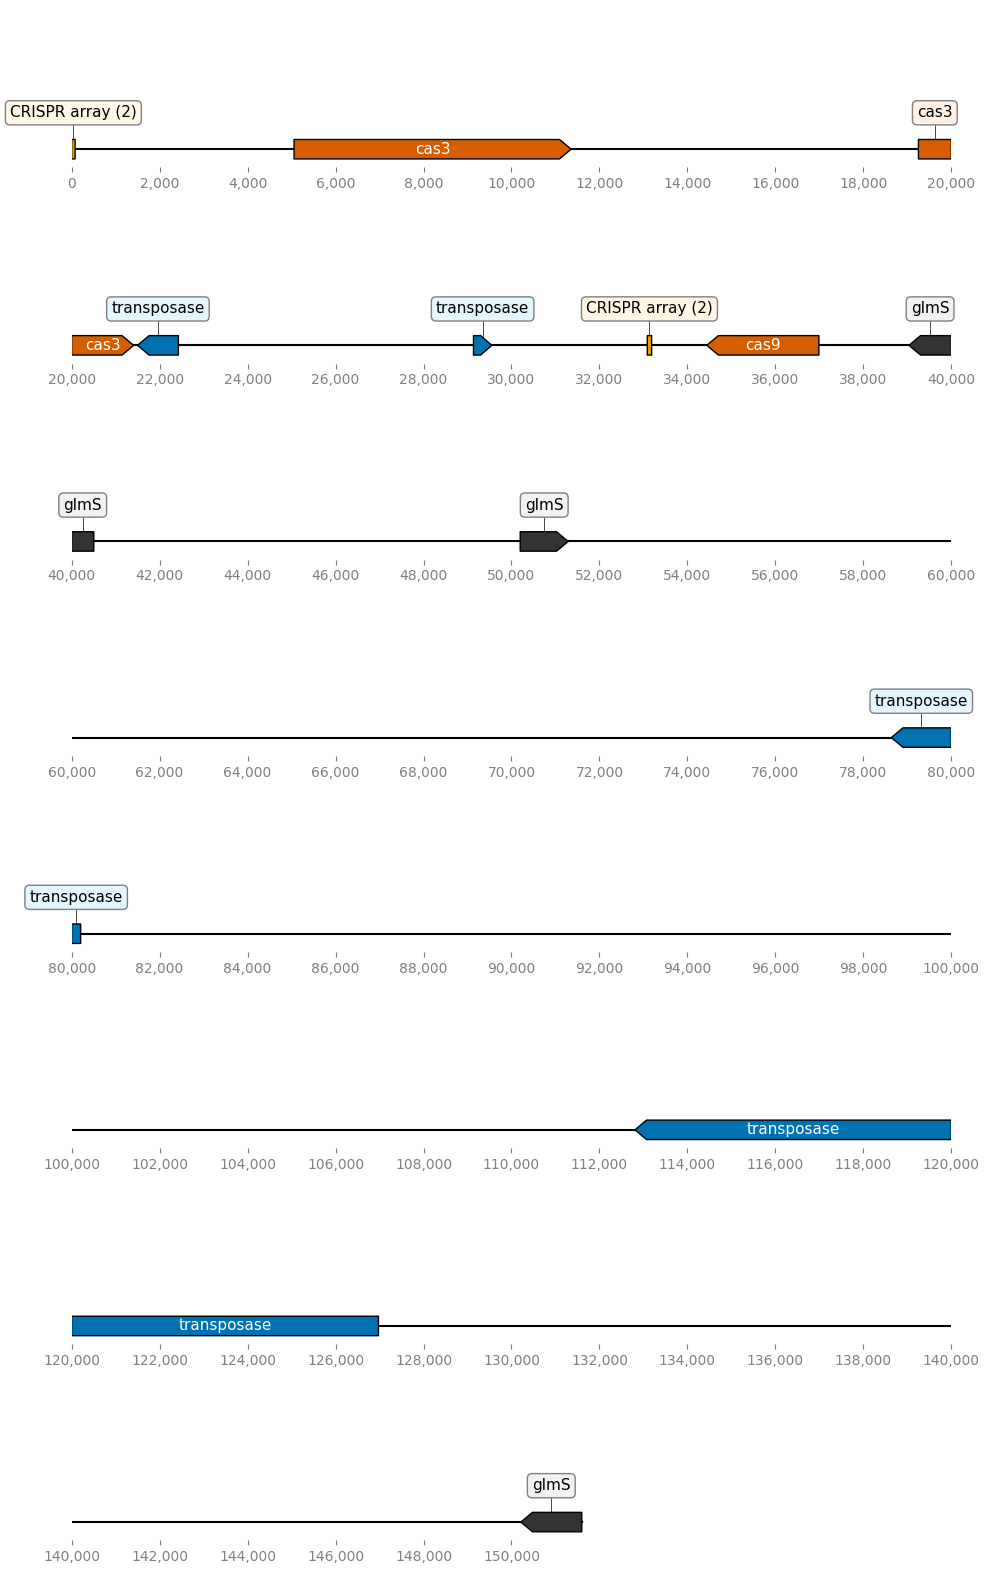 CRISPR array (2) cas3
cas3
0 2,000 4,000 6,000 8,000 10,000 12,000 14,000 16,000 18,000 20,000
transposase transposase CRISPR array (2) glmS
cas3 cas9
20,000 22,000 24,000 26,000 28,000 30,000 32,000 34,000 36,000 38,000 40,000
glmS glmS
40,000 42,000 44,000 46,000 48,000 50,000 52,000 54,000 56,000 58,000 60,000
transposase
60,000 62,000 64,000 66,000 68,000 70,000 72,000 74,000 76,000 78,000 80,000
transposase
80,000 82,000 84,000 86,000 88,000 90,000 92,000 94,000 96,000 98,000 100,000
transposase
100,000 102,000 104,000 106,000 108,000 110,000 112,000 114,000 116,000 118,000 120,000
transposase
120,000 122,000 124,000 126,000 128,000 130,000 132,000 134,000 136,000 138,000 140,000
glmS
140,000 142,000 144,000 146,000 148,000 150,000